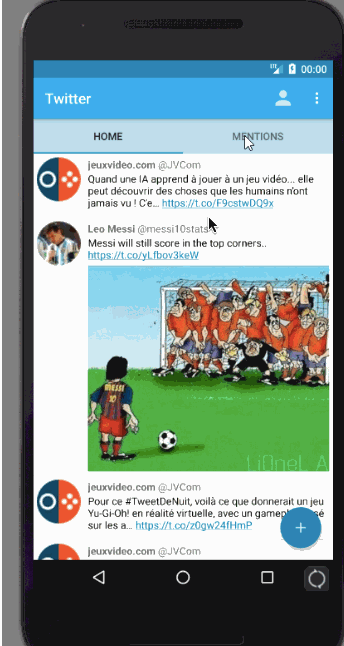 00:00
Twitter
HOME
MENTIONS
jeuxvideo.com @JVCom
Quand une IA apprend à jouer à un jeu vidéo... elle
peut découvrir des choses que les humains n'ont
jamais vu ! C'e... https://t.co/F9cstwDQ9x
Leo Messi @messi10stats
Messi will still score in the top corners..
https://t.co/yLfbov3keW
MESSI
10
LiOneL A
jeuxvideo.com @JVCom
Pour ce #TweetDeNuit, voilà ce que donnerait un jeu
Yu-Gi-Oh! en réalité virtuelle, avec un
sur les a... https://t.co/z0gw24fHmP
+
jeuxvideo.com @JVCom